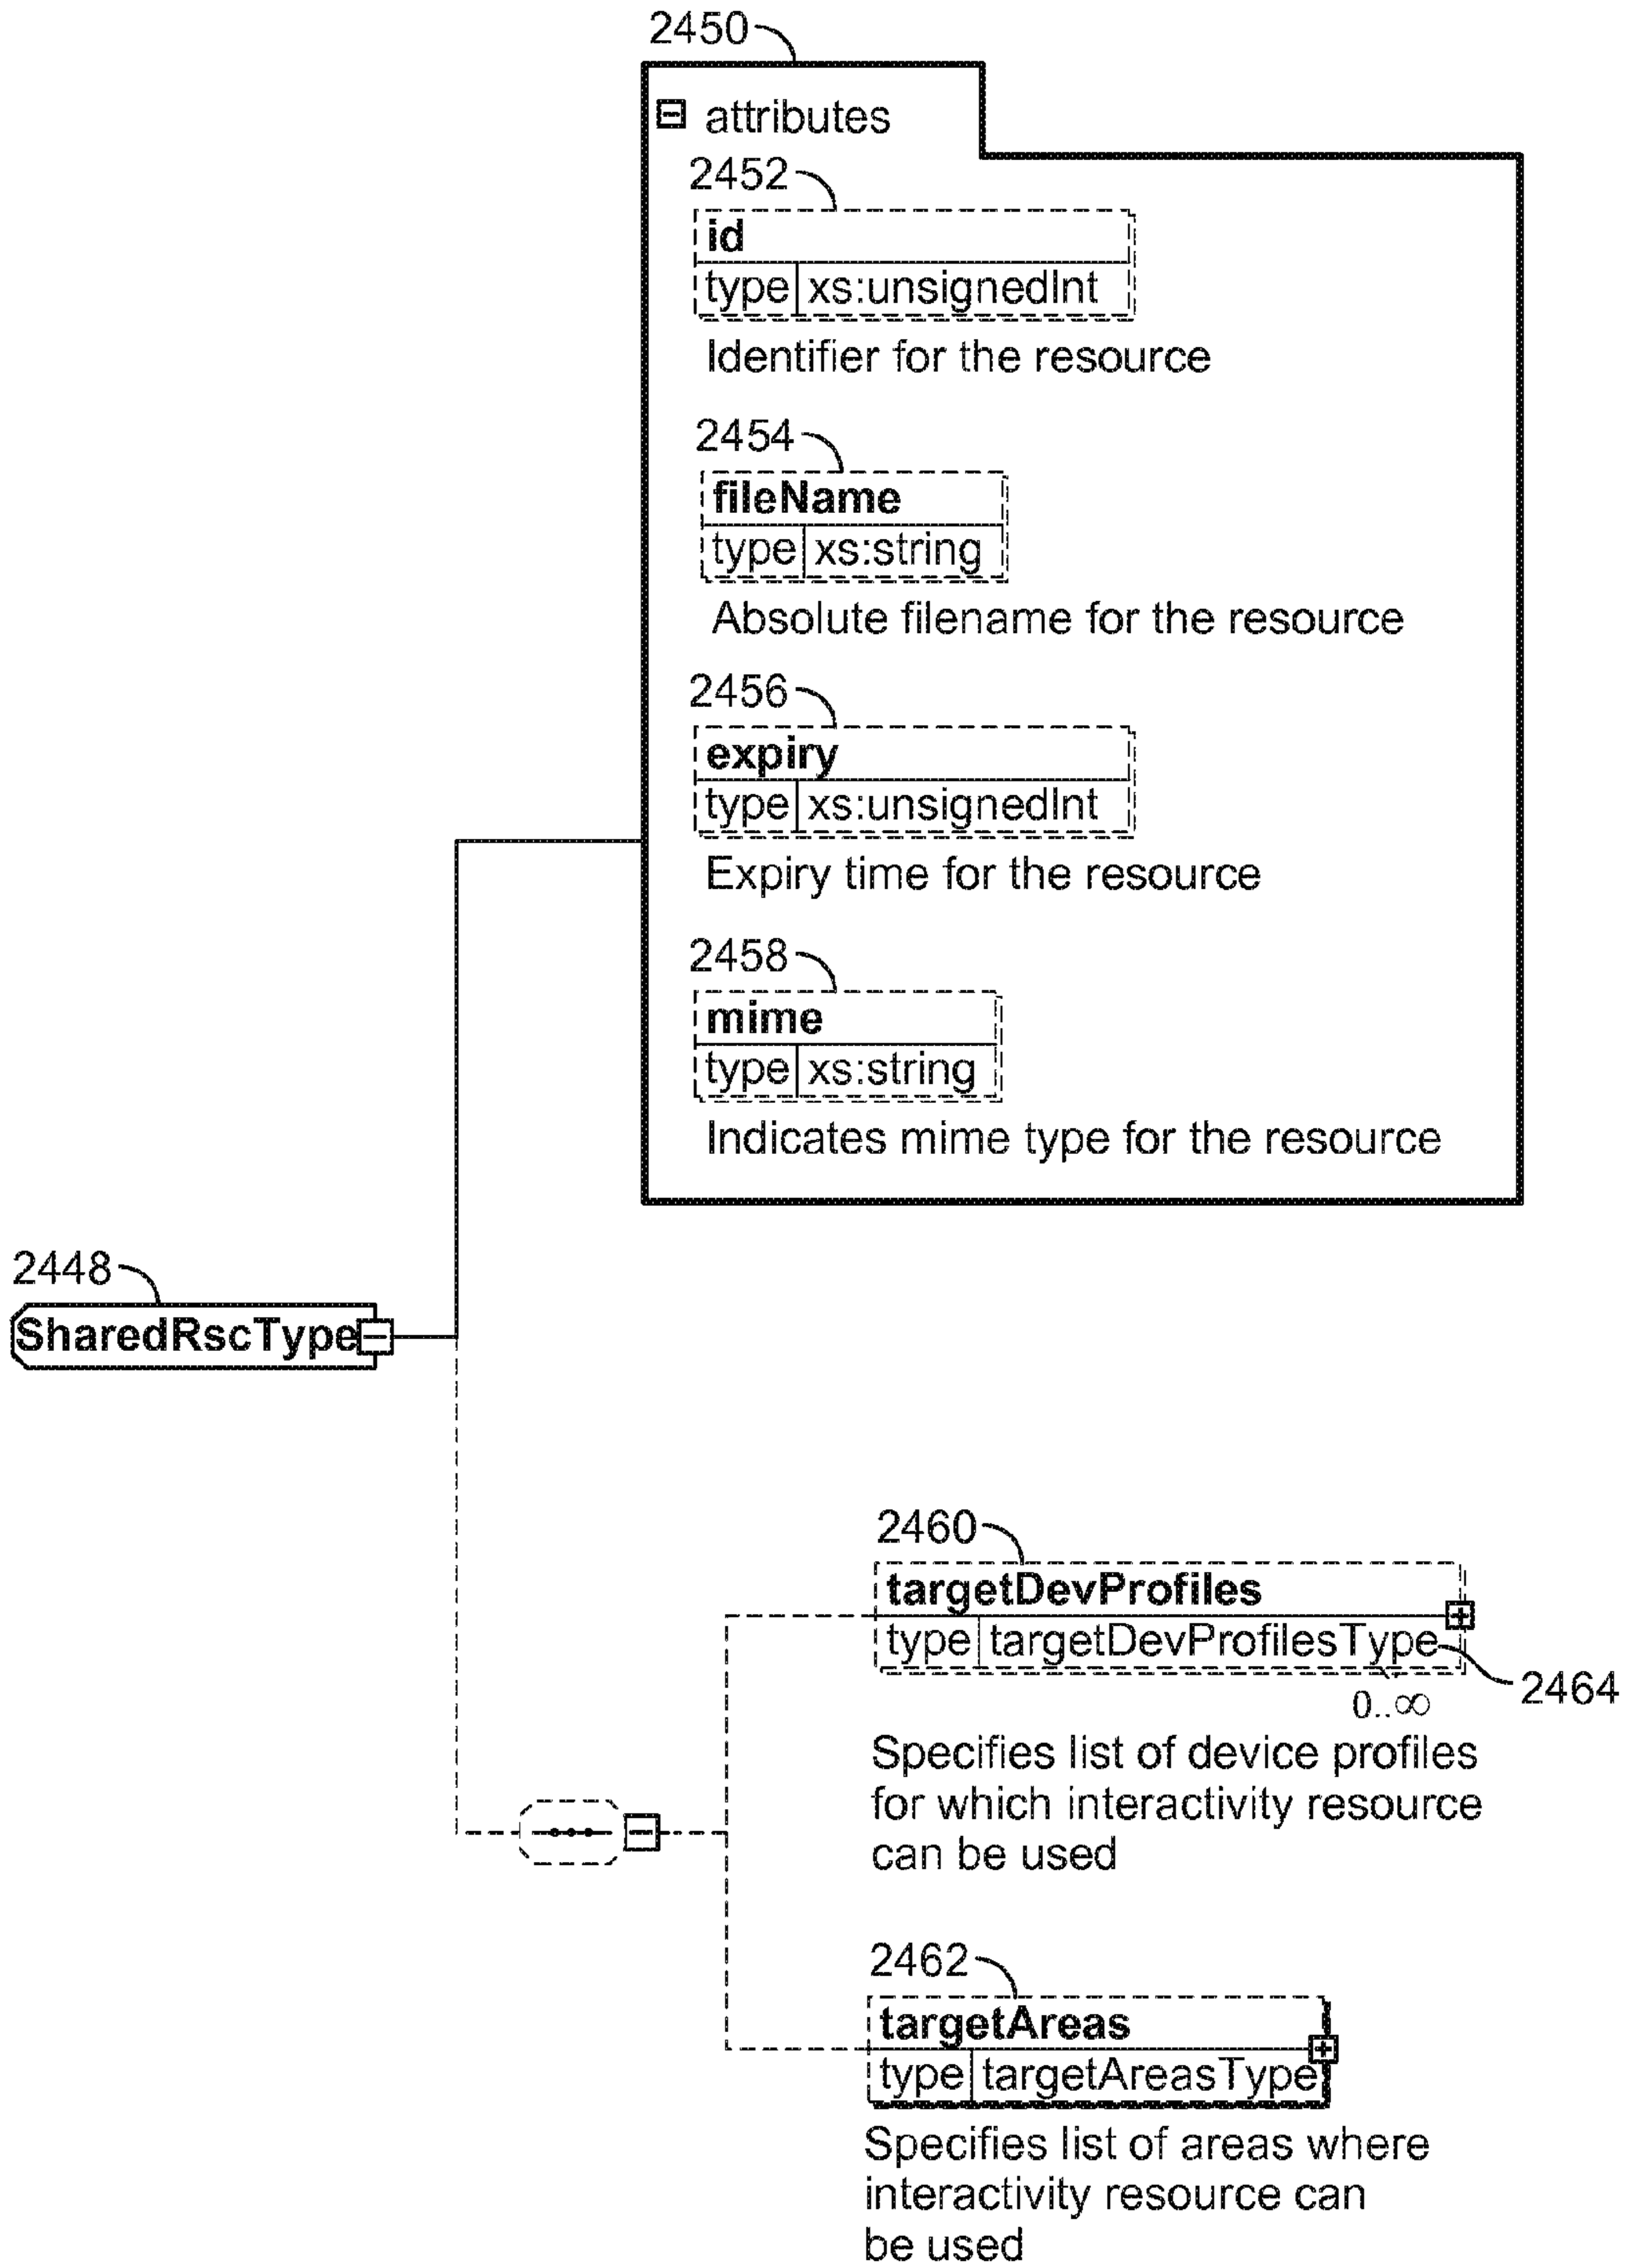 2450
attributes
2452
id
type xs:unsignedInt
Identifier for the resource
2454
fileName
type xs:string
Absolute filename for the resource
2456
expiry
type xs:unsignedInt
Expiry time for the resource
2458
mime
type xs:string
Indicates mime type for the resource
2448
SharedRscType
2460
targetDevProfiles
type targetDevProfilesType
2464
0..∞
Specifies list of device profiles
for which interactivity resource
can be used
2462
targetAreas
type targetAreasType
Specifies list of areas where
interactivity resource can
be used